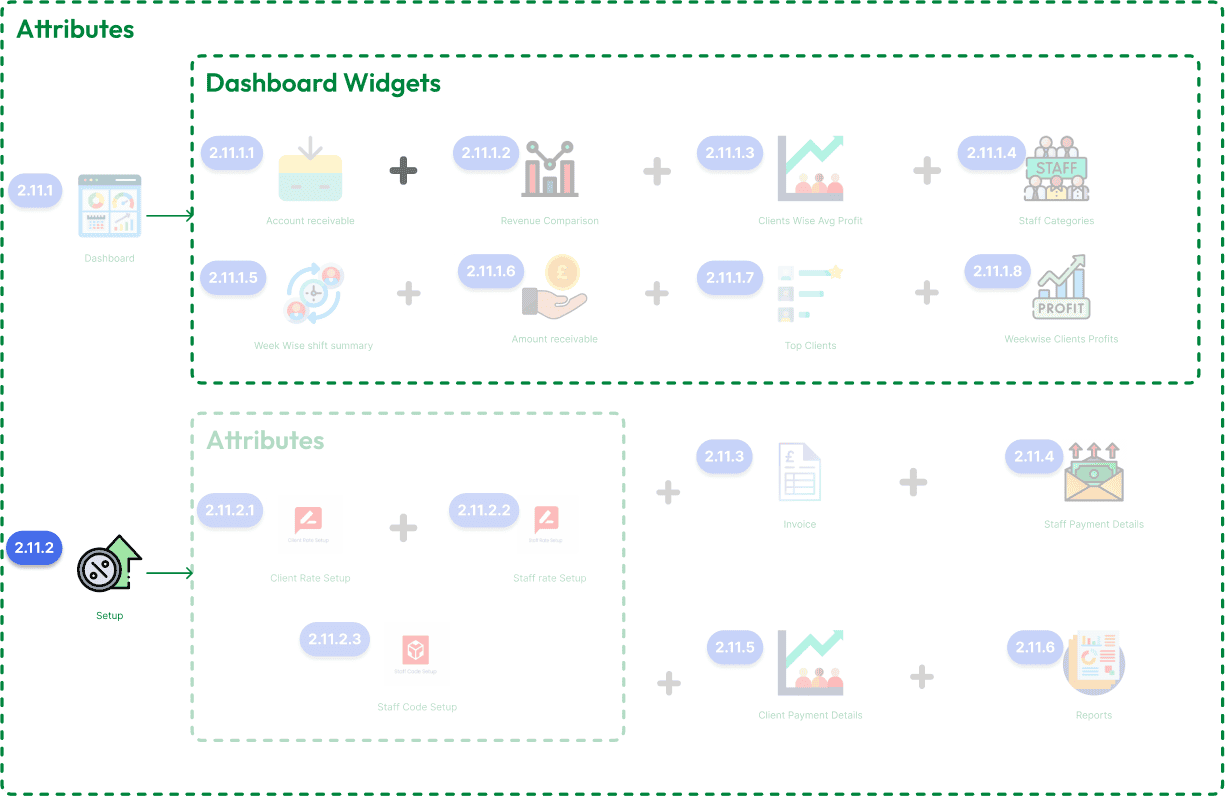 Attributes
Dashboard Widgets
2.11.1
Dashboard
2.11.1.1
Account receivable
2.11.1.2
Revenue Comparison
2.11.1.3
Clients Wise Avg Profit
2.11.1.4
STAFF
Staff Categories
2.11.1.5
Week Wise shift summary
2.11.1.6
£
Amount receivable
2.11.1.7
Top Clients
2.11.1.8
PROFIT
Weekwise Clients Profits
2.11.2
Setup
Attributes
2.11.2.1
Client Rate Setup
Client Rate Setup
2.11.2.2
Staff Rate Setup
Staff rate Setup
2.11.2.3
Staff Code Setup
Staff Code Setup
2.11.3
£
Invoice
2.11.4
Staff Payment Details
2.11.5
Client Payment Details
2.11.6
Reports